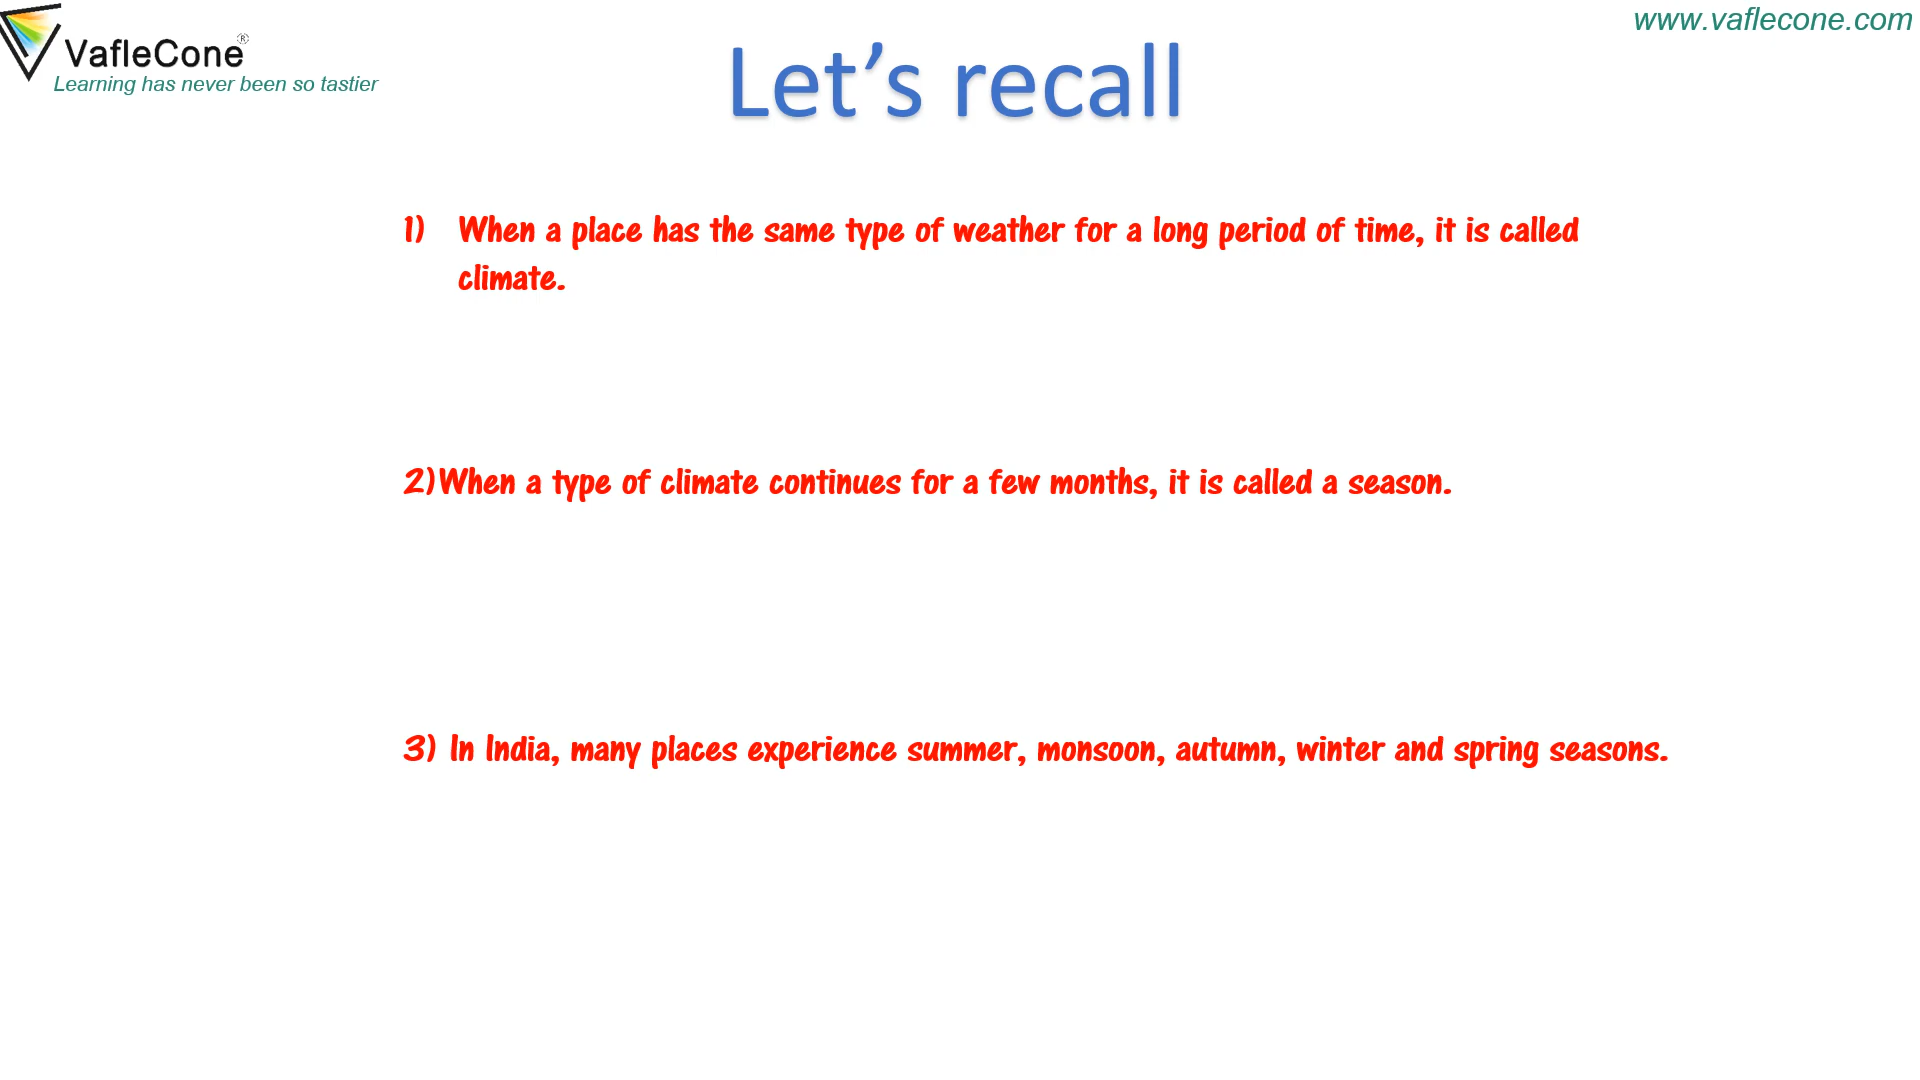 VafleCone®
Learning has never been so tastier
www.vaflecone.com
Let’s recall
1) When a place has the same type of weather for a long period of time, it is called
climate.
2)When a type of climate continues for a few months, it is called a season.
3) In India, many places experience summer, monsoon, autumn, winter and spring seasons.